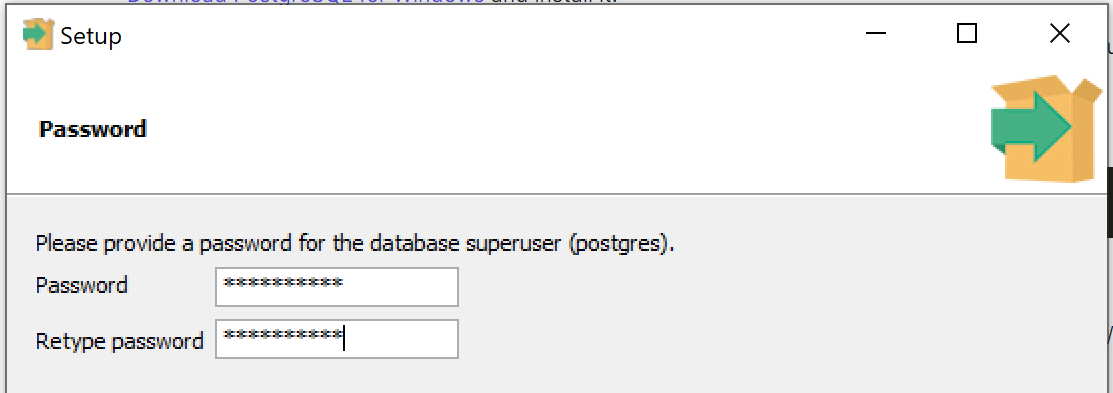 Download PostgreSQL for Windows and install it.
Setup
Password
Please provide a password for the database superuser (postgres).
Password
**********
Retype password
**********